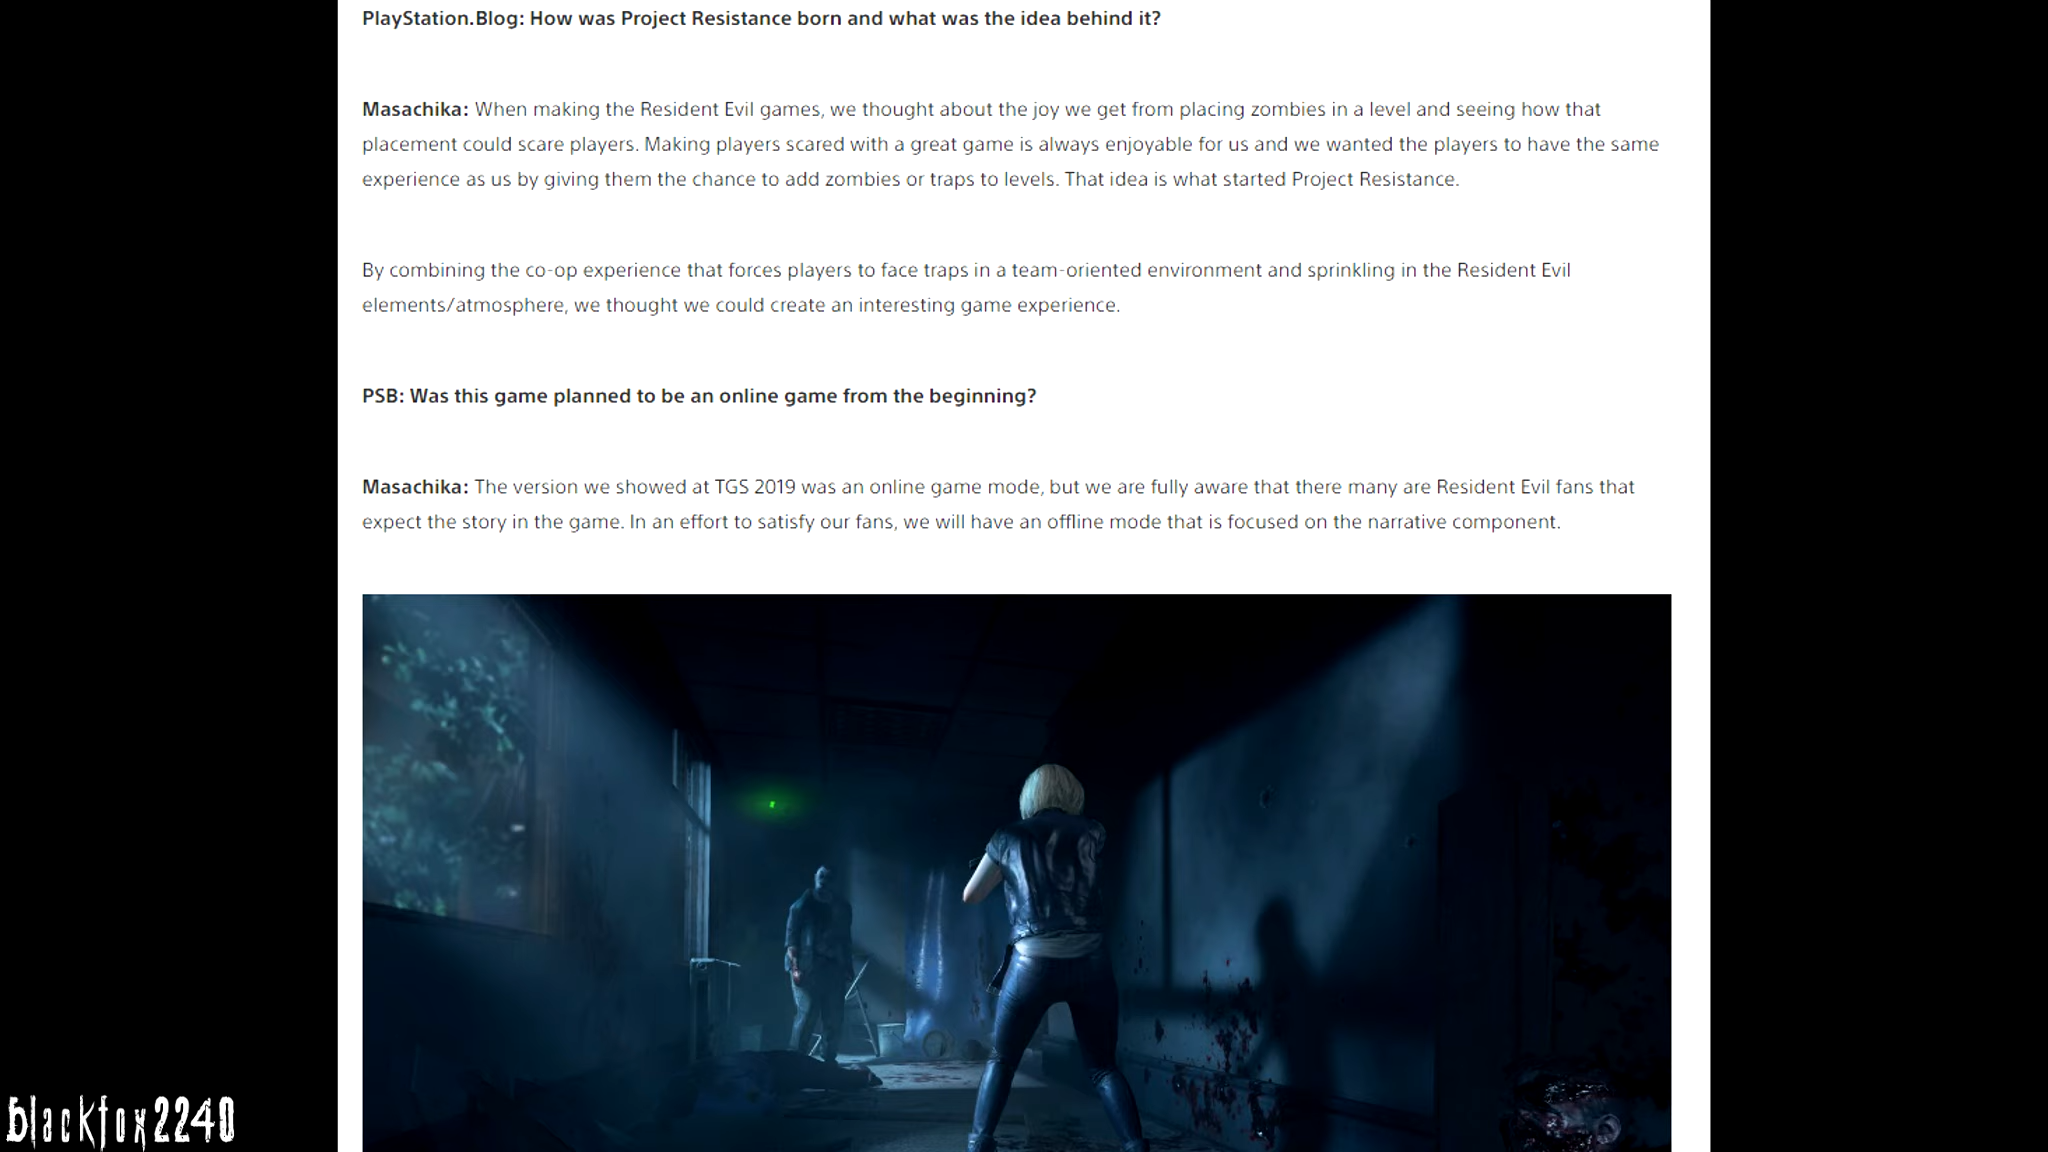 PlayStation.Blog: How was Project Resistance born and what was the idea behind it?
Masachika: When making the Resident Evil games, we thought about the joy we get from placing zombies in a level and seeing how that
placement could scare players. Making players scared with a great game is always enjoyable for us and we wanted the players to have the same
experience as us by giving them the chance to add zombies or traps to levels. That idea is what started Project Resistance.
By combining the co-op experience that forces players to face traps in a team-oriented environment and sprinkling in the Resident Evil
elements/atmosphere, we thought we could create an interesting game experience.
PSB: Was this game planned to be an online game from the beginning?
Masachika: The version we showed at TGS 2019 was an online game mode, but we are fully aware that there many are Resident Evil fans that
expect the story in the game. In an effort to satisfy our fans, we will have an offline mode that is focused on the narrative component.
blackfox2240